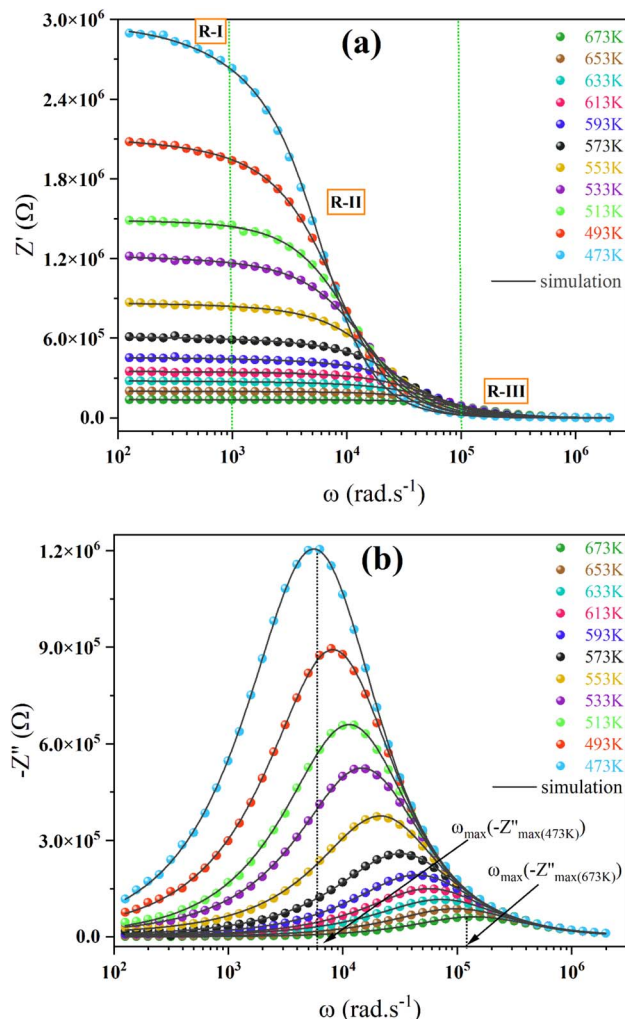 R-I
(a)
3.0×10⁶
2.4×10⁶
1.8×10⁶
1.2×10⁶
6.0×10⁵
0.0
Z' (Ω)
R-II
R-III
673K
653K
633K
613K
593K
573K
553K
533K
513K
493K
473K
simulation
10² 10³ 10⁴ 10⁵ 10⁶
ω (rad.s⁻¹)
(b)
1.2×10⁶
9.0×10⁵
6.0×10⁵
3.0×10⁵
0.0
-Z" (Ω)
673K
653K
633K
613K
593K
573K
553K
533K
513K
493K
473K
simulation
ωmax(-Z"max(473K))
ωmax(-Z"max(673K))
10² 10³ 10⁴ 10⁵ 10⁶
ω (rad.s⁻¹)